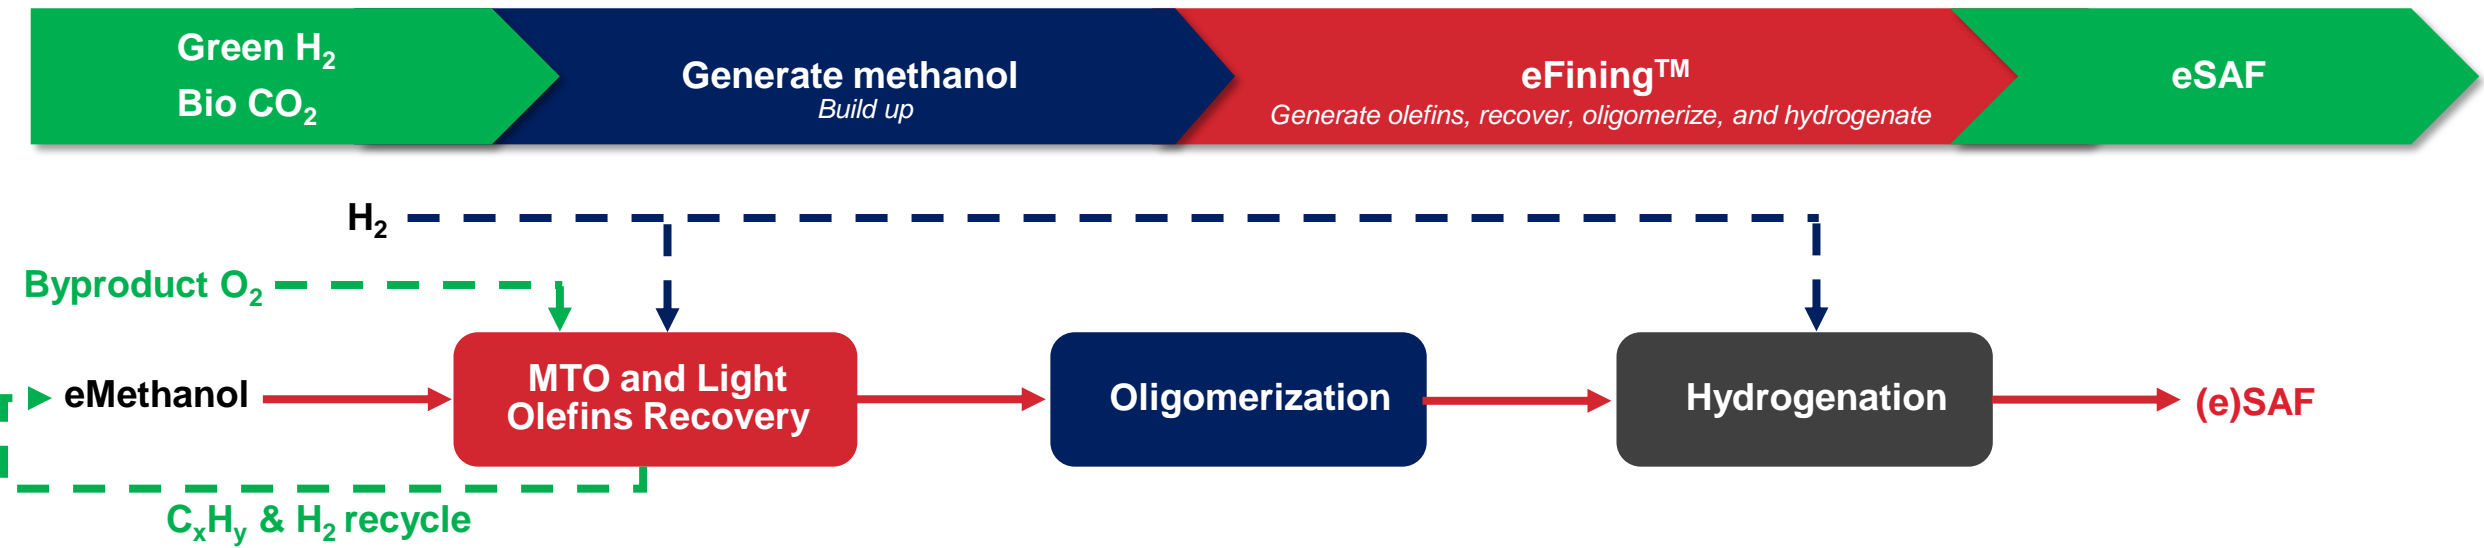 Green H₂
Bio CO₂
Generate methanol
Build up
eFining™
Generate olefins, recover, oligomerize, and hydrogenate
eSAF
H₂
Byproduct O₂
eMethanol
MTO and Light
Olefins Recovery
Oligomerization
Hydrogenation
(e)SAF
CₓHᵧ & H₂ recycle